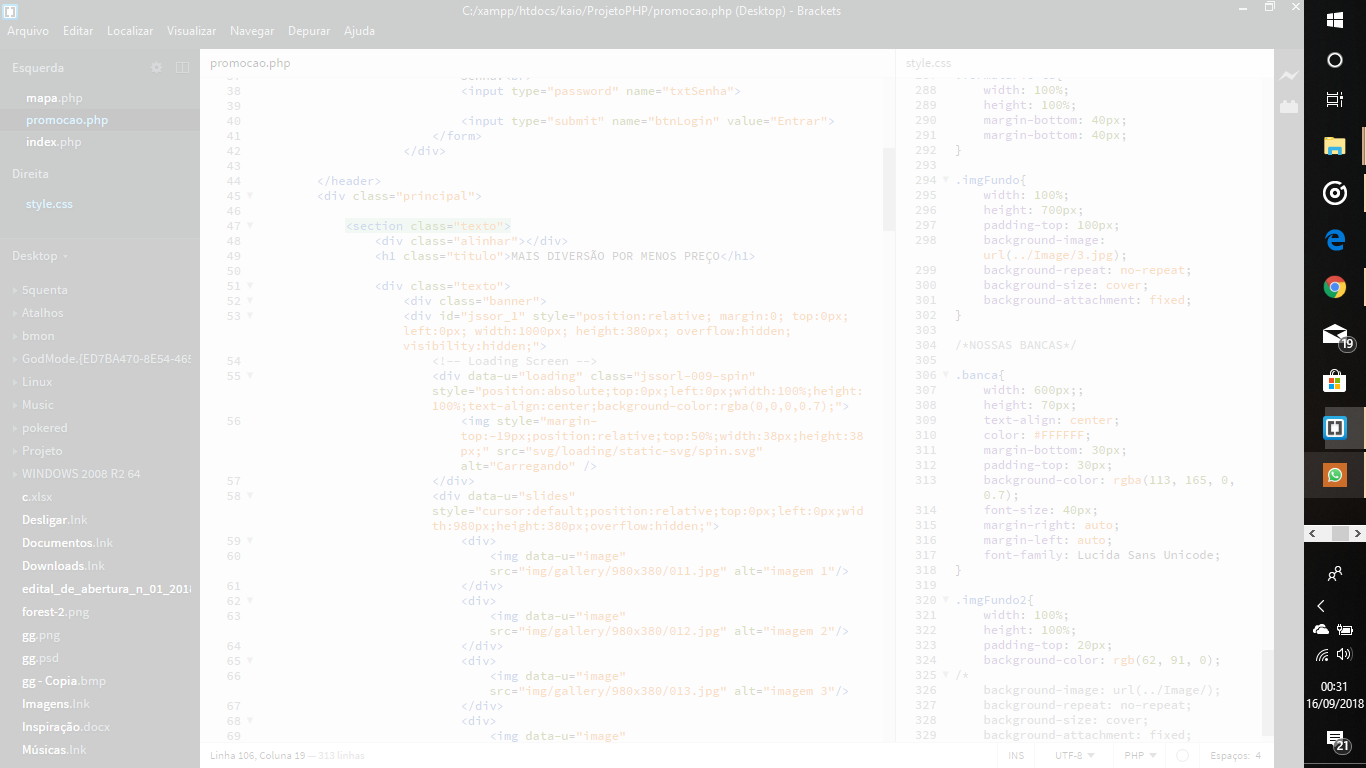 C:/xampp/htdocs/kaio/ProjetoPHP/promocao.php (Desktop) - Brackets
Arquivo Editar Localizar Visualizar Navegar Depurar Ajuda
Esquerda
mapa.php
promocao.php
index.php
Direita
style.css
Desktop
5quenta
Atalhos
bmon
GodMode.{ED7BA470-8E54-465
Linux
Music
pokered
Projeto
WINDOWS 2008 R2 64
c.xlsx
Desligar.lnk
Documentos.lnk
Downloads.lnk
edital_de_abertura_n_01_2018
forest-2.png
gg.png
gg.psd
gg - Copia.bmp
Imagens.lnk
Inspiração.docx
Músicas.lnk
promocao.php
38 <input type="password" name="txtSenha">
39
40 <input type="submit" name="btnLogin" value="Entrar">
41 </form>
42 </div>
43
44 </header>
45 <div class="principal">
46
47 <section class="texto">
48 <div class="alinhar"></div>
49 <h1 class="titulo">MAIS DIVERSÃO POR MENOS PREÇO</h1>
50
51 <div class="texto">
52 <div class="banner">
53 <div id="jssor_1" style="position:relative; margin:0; top:0px;
left:0px; width:1000px; height:380px; overflow:hidden;
visibility:hidden;">
54 <!-- Loading Screen -->
55 <div data-u="loading" class="jssorl-009-spin"
style="position:absolute;top:0px;left:0px;width:100%;height:
100%;text-align:center;background-color:rgba(0,0,0,0.7);">
56 <img style="margin-
top:-19px;position:relative;top:50%;width:38px;height:38
px;" src="svg/loading/static-svg/spin.svg"
alt="Carregando" />
57 </div>
58 <div data-u="slides"
style="cursor:default;position:relative;top:0px;left:0px;wid
th:980px;height:380px;overflow:hidden;">
59 <div>
60 <img data-u="image"
src="img/gallery/980x380/011.jpg" alt="imagem 1"/>
61 </div>
62 <div>
63 <img data-u="image"
src="img/gallery/980x380/012.jpg" alt="imagem 2"/>
64 </div>
65 <div>
66 <img data-u="image"
src="img/gallery/980x380/013.jpg" alt="imagem 3"/>
67 </div>
68 <div>
69 <img data-u="image"
Linha 106, Coluna 19 — 313 linhas
style.css
288 width: 100%;
289 height: 100%;
290 margin-bottom: 40px;
291 margin-bottom: 40px;
292 }
293
294 .imgFundo{
295 width: 100%;
296 height: 700px;
297 padding-top: 100px;
298 background-image:
url(../Image/3.jpg);
299 background-repeat: no-repeat;
300 background-size: cover;
301 background-attachment: fixed;
302 }
303
304 /*NOSSAS BANCAS*/
305
306 .banca{
307 width: 600px;;
308 height: 70px;
309 text-align: center;
310 color: #FFFFFF;
311 margin-bottom: 30px;
312 padding-top: 30px;
313 background-color: rgba(113, 165, 0,
0.7);
314 font-size: 40px;
315 margin-right: auto;
316 margin-left: auto;
317 font-family: Lucida Sans Unicode;
318 }
319
320 .imgFundo2{
321 width: 100%;
322 height: 100%;
323 padding-top: 20px;
324 background-color: rgb(62, 91, 0);
325 /*
326 background-image: url(../Image/);
327 background-repeat: no-repeat;
328 background-size: cover;
329 background-attachment: fixed;
INS UTF-8 PHP Espaços: 4
19
00:31
16/09/2018
21